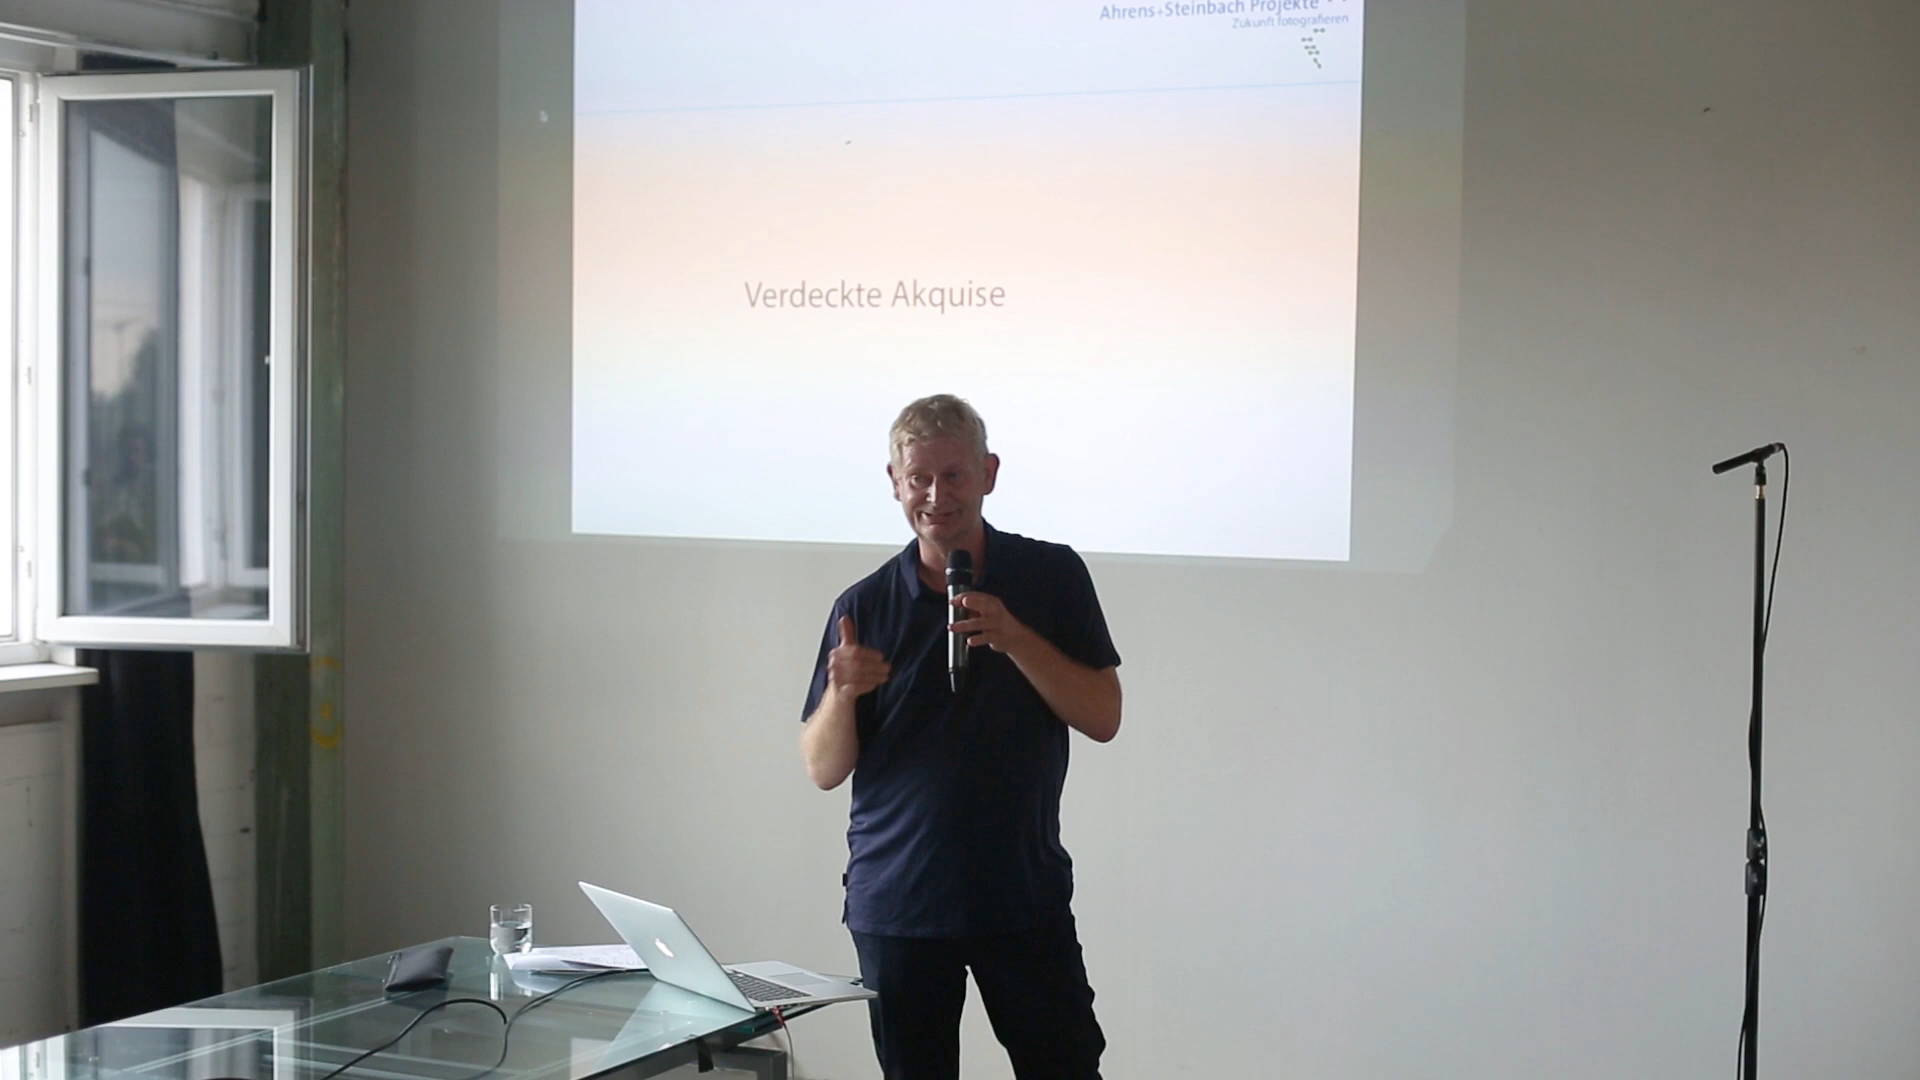 Ahrens+Steinbach Projekte
Zukunft fotografieren
Verdeckte Akquise